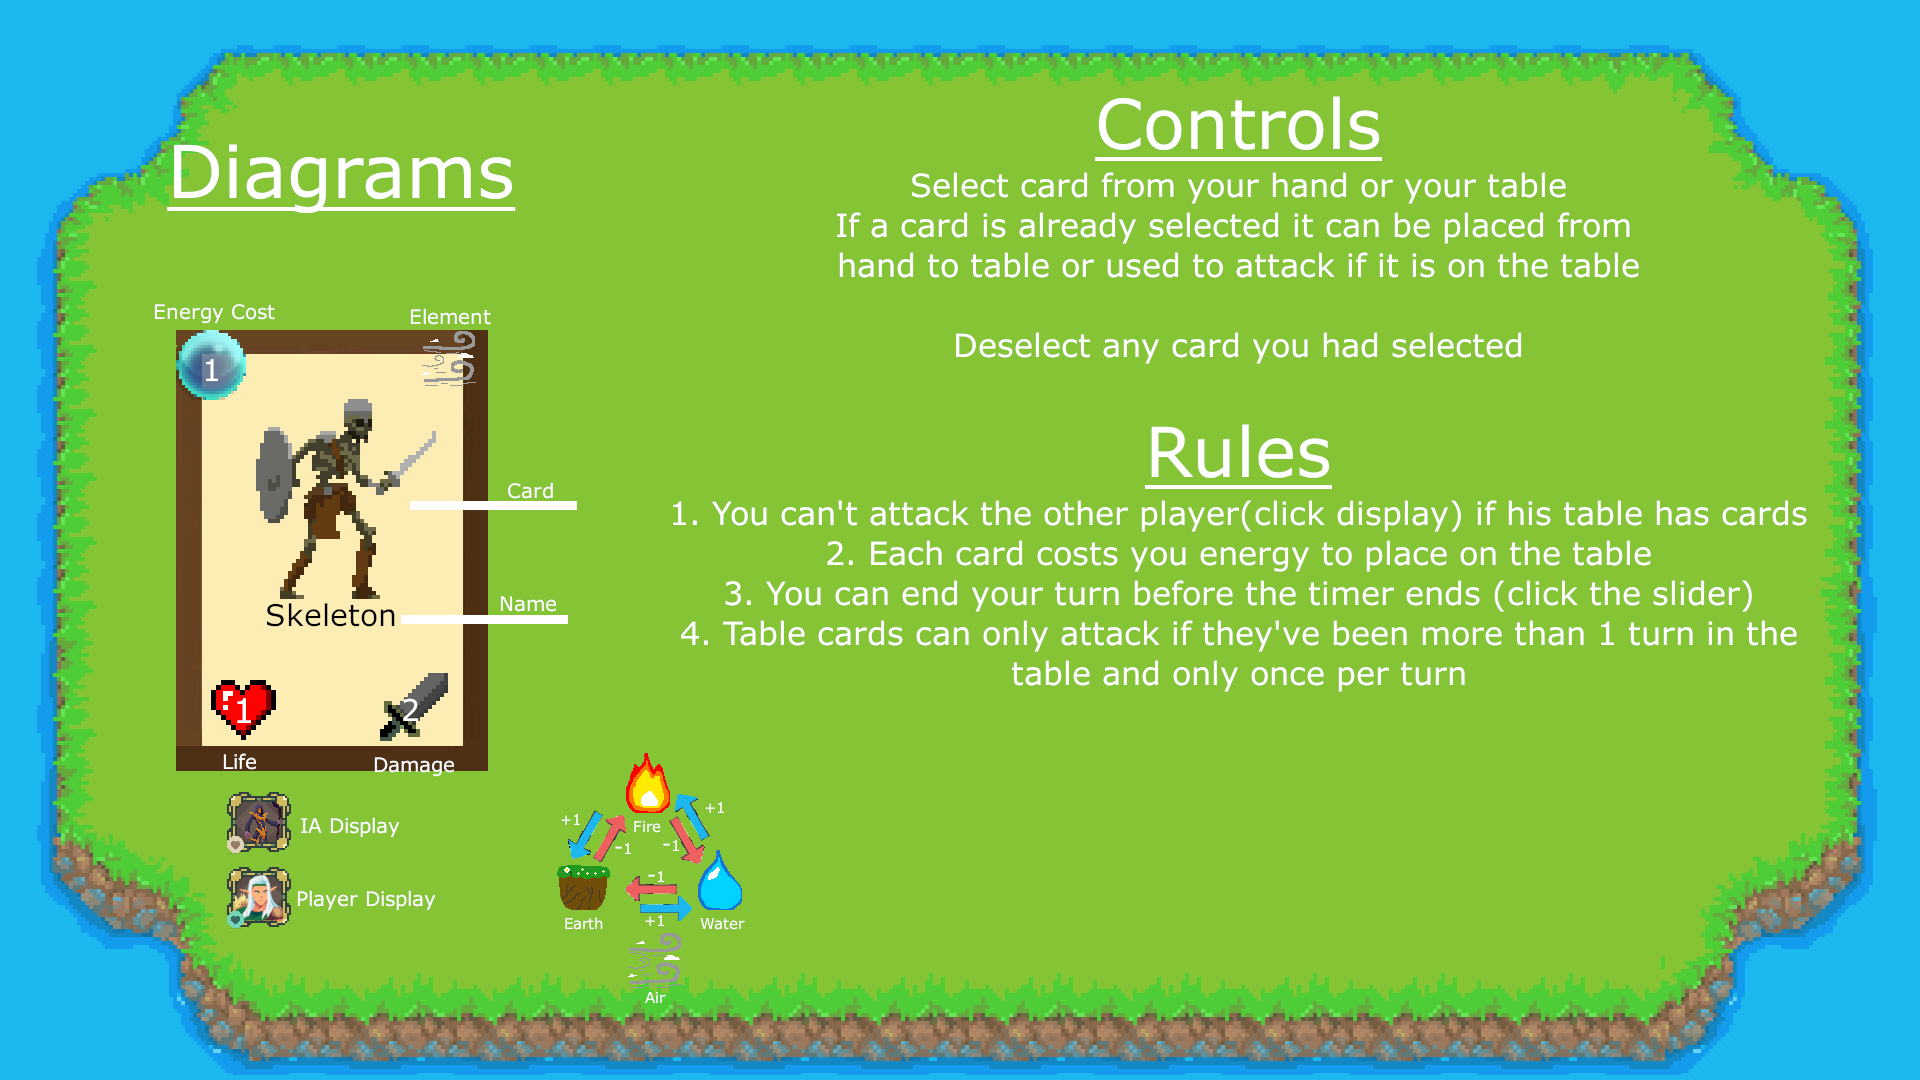 Diagrams
Energy Cost
Element
1
Card
Skeleton
Name
1
2
Life
Damage
IA Display
Player Display
+1
-1
Fire
-1
+1
-1
+1
Earth
Water
Air
Controls
Select card from your hand or your table
If a card is already selected it can be placed from
hand to table or used to attack if it is on the table
Deselect any card you had selected
Rules
1. You can't attack the other player(click display) if his table has cards
2. Each card costs you energy to place on the table
3. You can end your turn before the timer ends (click the slider)
4. Table cards can only attack if they've been more than 1 turn in the
table and only once per turn